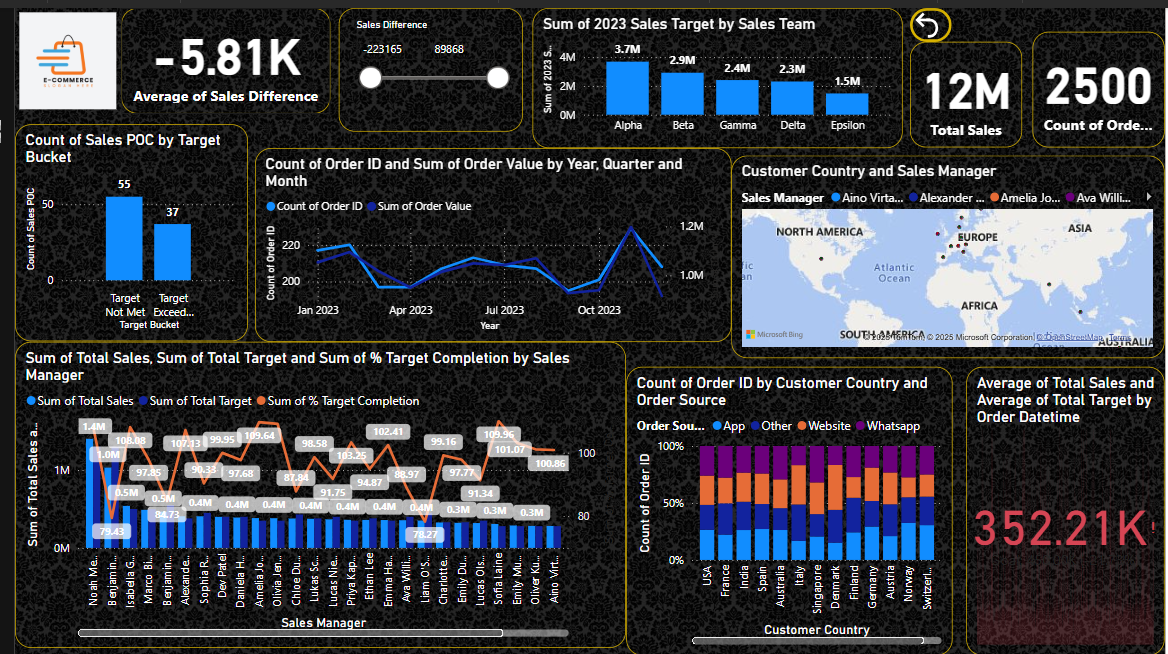 E-COMMERCE
SLOGAN HERE
-5.81K
Average of Sales Difference
Sales Difference
-223165 89868
Sum of 2023 Sales Target by Sales Team
Sum of 2023 S...
4M
2M
0M
3.7M
2.9M
2.4M
2.3M
1.5M
Alpha Beta Gamma Delta Epsilon
12M
Total Sales
2500
Count of Orde...
Count of Sales POC by Target
Bucket
Count of Sales POC
50
0
55
37
Target
Not Met
Target
Exceed...
Target Bucket
Count of Order ID and Sum of Order Value by Year, Quarter and
Month
Count of Order ID Sum of Order Value
Count of Order ID
220
200
1.2M
1.0M
Jan 2023 Apr 2023 Jul 2023 Oct 2023
Year
Customer Country and Sales Manager
Sales Manager Aino Virta... Alexander ... Amelia Jo... Ava Willi...
NORTH AMERICA
EUROPE
ASIA
Atlantic
Ocean
AFRICA
SOUTH AMERICA
AUSTRALIA
Microsoft Bing
© 2025 TomTom, © 2025 Microsoft Corporation, © OpenStreetMap Terms
Sum of Total Sales, Sum of Total Target and Sum of % Target Completion by Sales
Manager
Sum of Total Sales Sum of Total Target Sum of % Target Completion
Sum of Total Sales a...
1M
0M
100
80
1.4M
1.0M
79.43
108.08
0.5M
97.85
0.5M
84.73
107.13
90.33
0.4M
99.95
97.68
0.4M
109.64
0.4M
87.84
98.58
0.4M
91.75
103.25
0.4M
94.87
102.41
0.4M
88.97
0.4M
78.27
99.16
0.3M
97.77
91.34
0.3M
109.96
101.07
0.3M
100.86
Noah Me...
Benjamin...
Isabella G...
Marco Bi...
Benjamin...
Alexande...
Sophia R...
Dev Patel
Daniela H...
Amelia Jo...
Olivia Jen...
Chloe Du...
Lukas Sc...
Lucas Nie...
Priya Kap...
Ethan Lee
Emma Ha...
Ava Willi...
Liam O'S...
Charlotte...
Emily Du...
Lucas Ols...
Sofia Laine
Emily Mu...
Oliver Ku...
Aino Virt...
Sales Manager
Count of Order ID by Customer Country and
Order Source
Order Sou... App Other Website Whatsapp
Count of Order ID
100%
50%
0%
USA
France
India
Spain
Australia
Italy
Singapore
Denmark
Finland
Germany
Austria
Norway
Switzerl...
Customer Country
Average of Total Sales and
Average of Total Target by
Order Datetime
352.21K